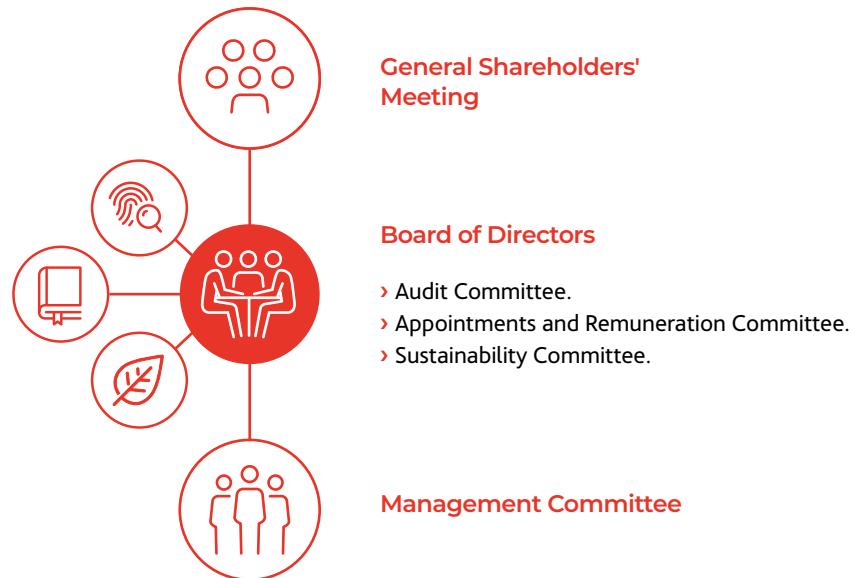 General Shareholders'
Meeting
Board of Directors
› Audit Committee.
› Appointments and Remuneration Committee.
› Sustainability Committee.
Management Committee